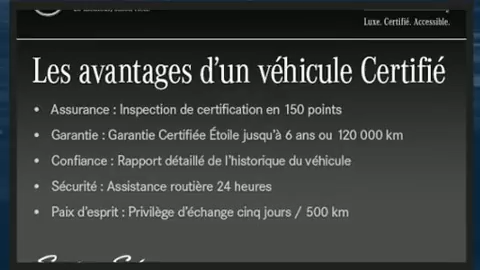 Luxe. Certifié. Accessible.
Les avantages d'un véhicule Certifié
• Assurance : Inspection de certification en 150 points
• Garantie : Garantie Certifiée Étoile jusqu'à 6 ans ou 120 000 km
• Confiance : Rapport détaillé de l'historique du véhicule
• Sécurité : Assistance routière 24 heures
• Paix d'esprit : Privilège d'échange cinq jours / 500 km